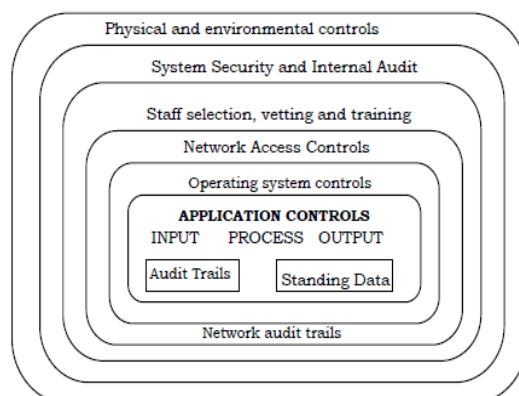 Physical and environmental controls
System Security and Internal Audit
Staff selection, vetting and training
Network Access Controls
Operating system controls
APPLICATION CONTROLS
INPUT PROCESS OUTPUT
Audit Trails Standing Data
Network audit trails